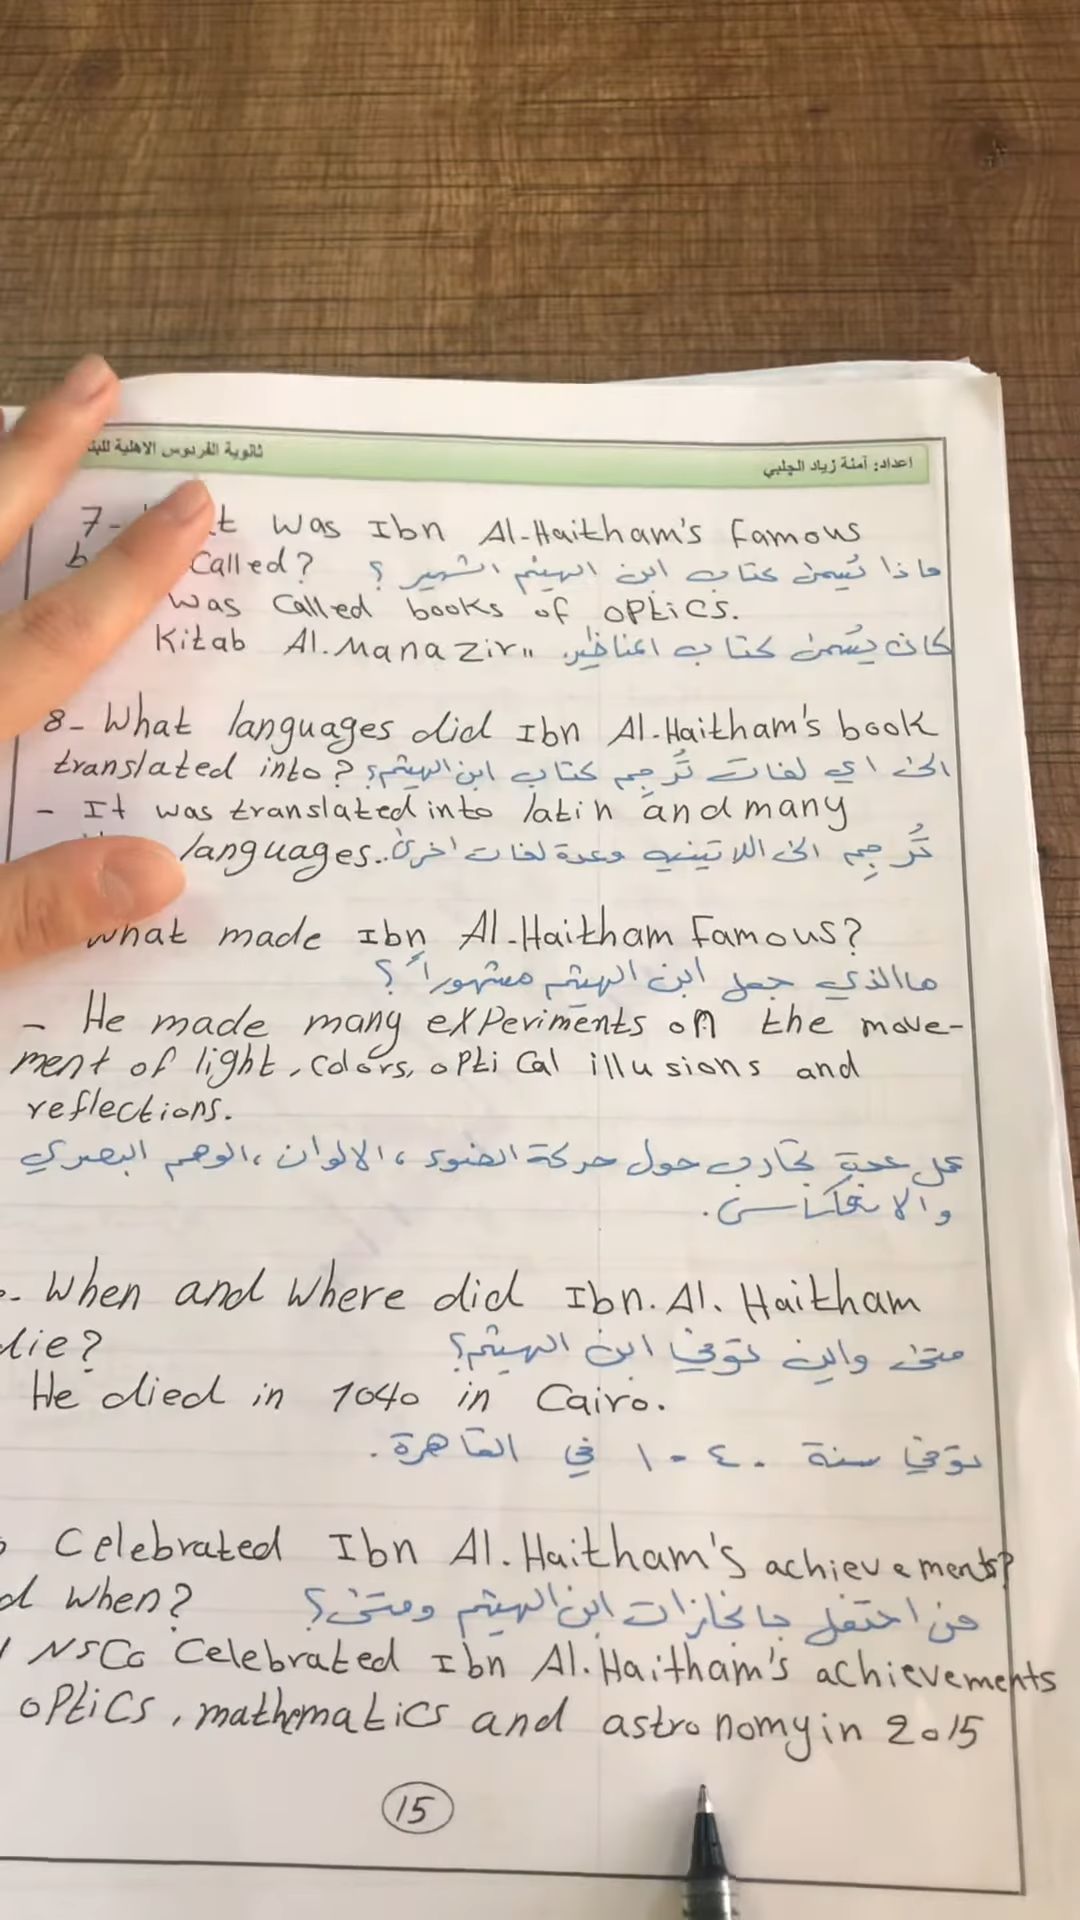 ثانوية الفردوس الاهلية للبنـ
اعداد: آمنة زياد الجلبي
7- t was Ibn Al-Haitham's famous
b Called? ماذا يُسمى كتاب ابن الهيثم الشهير ؟
was Called books of optics.
Kitab Al.Manazir" كان يُسمى كتاب المناظير
8- What languages did Ibn Al-Haitham's book
translated into? الى اي لغات تُرجم كتاب ابن الهيثم؟
- It was translated into latin and many
languages.. تُرجِم الى اللاتينيه وعدة لغات اخرى
what made Ibn Al-Haitham Famous?
ماالذي جعل ابن الهيثم مشهوراً ؟
- He made many experiments on the move-
ment of light, colors, optical illusions and
reflections.
عمل عدة تجارب حول حركة الضوء ، الالوان ، الوهم البصري
والانعكاس.
- When and where did Ibn. Al. Haitham
die? متى واين توفي ابن الهيثم؟
He died in 1040 in Cairo.
توفي سنة ١٠٤٠ في القاهرة.
Celebrated Ibn Al.Haitham's achievements?
d when? من احتفل بانجازات ابن الهيثم ومتى؟
Celebrated Ibn Al.Haitham's achievements
optics, mathematics and astronomy in 2015
15